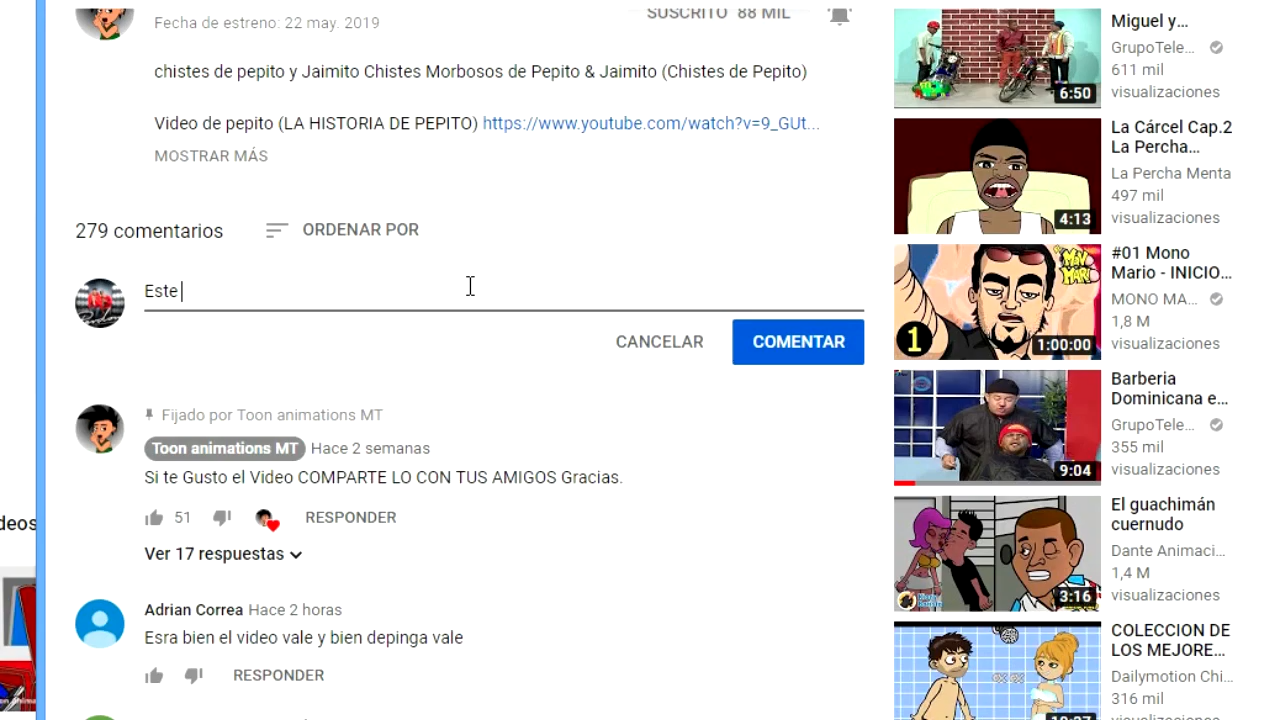 SUSCRITO 88 MIL
Fecha de estreno: 22 may. 2019
chistes de pepito y Jaimito Chistes Morbosos de Pepito & Jaimito (Chistes de Pepito)
Video de pepito (LA HISTORIA DE PEPITO) https://www.youtube.com/watch?v=9_GUt...
MOSTRAR MÁS
279 comentarios
ORDENAR POR
Este
CANCELAR
COMENTAR
Fijado por Toon animations MT
Toon animations MT Hace 2 semanas
Si te Gusto el Video COMPARTE LO CON TUS AMIGOS Gracias.
51
RESPONDER
Ver 17 respuestas
Adrian Correa Hace 2 horas
Esra bien el video vale y bien depinga vale
RESPONDER
deos
6:50
Miguel y...
GrupoTele...
611 mil
visualizaciones
4:13
La Cárcel Cap.2
La Percha...
La Percha Menta
497 mil
visualizaciones
1
1:00:00
#01 Mono
Mario - INICIO...
MONO MA...
1,8 M
visualizaciones
9:04
Barberia
Dominicana e...
GrupoTele...
355 mil
visualizaciones
3:16
El guachimán
cuernudo
Dante Animaci...
1,4 M
visualizaciones
COLECCION DE
LOS MEJORE...
Dailymotion Chi...
316 mil
visualizaciones